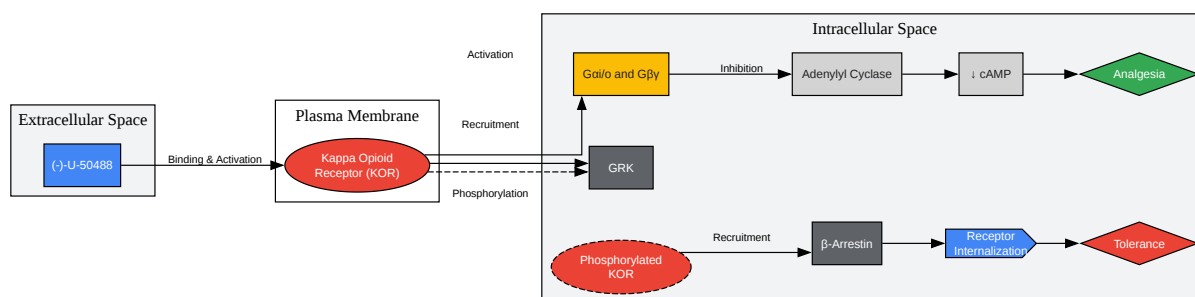 Intracellular Space
Activation
Gαi/o and Gβγ
Inhibition
Adenylyl Cyclase
↓ cAMP
Analgesia
Extracellular Space
(-)-U-50488
Binding & Activation
Plasma Membrane
Kappa Opioid
Receptor (KOR)
Recruitment
GRK
Phosphorylation
Phosphorylated
KOR
Recruitment
β-Arrestin
Receptor
Internalization
Tolerance